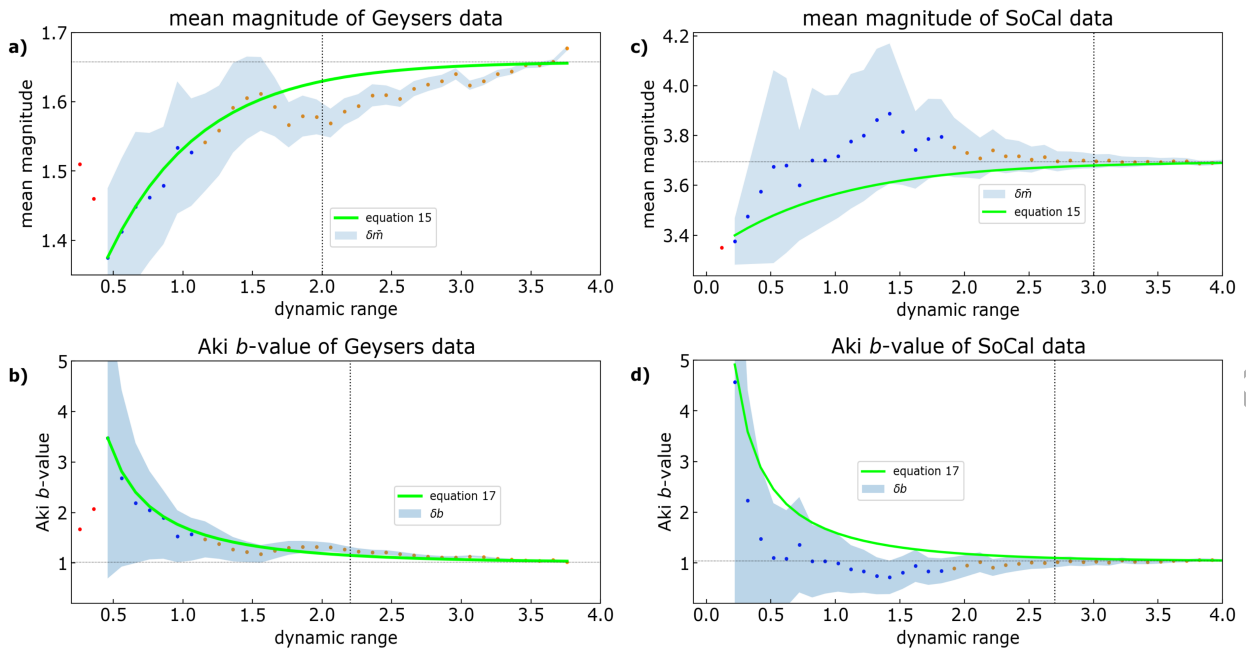 mean magnitude of Geysers data
a)
1.7
1.6
1.5
1.4
mean magnitude
equation 15
δm̄
0.5 1.0 1.5 2.0 2.5 3.0 3.5 4.0
dynamic range
mean magnitude of SoCal data
c)
4.2
4.0
3.8
3.6
3.4
mean magnitude
δm̄
equation 15
0.0 0.5 1.0 1.5 2.0 2.5 3.0 3.5 4.0
dynamic range
Aki b-value of Geysers data
b)
5
4
3
2
1
Aki b-value
equation 17
δb
0.5 1.0 1.5 2.0 2.5 3.0 3.5 4.0
dynamic range
Aki b-value of SoCal data
d)
5
4
3
2
1
Aki b-value
equation 17
δb
0.0 0.5 1.0 1.5 2.0 2.5 3.0 3.5 4.0
dynamic range